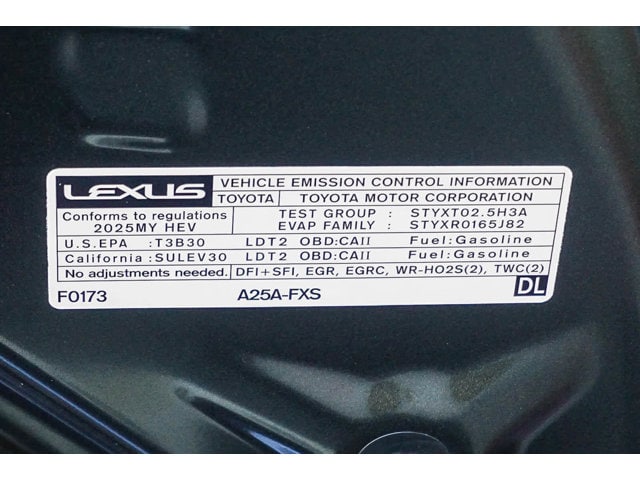 LEXUS VEHICLE EMISSION CONTROL INFORMATION
TOYOTA TOYOTA MOTOR CORPORATION
Conforms to regulations
2025MY HEV
TEST GROUP : STYXT02.5H3A
EVAP FAMILY : STYXR0165J82
U.S.EPA :T3B30 LDT2 OBD:CAII Fuel:Gasoline
California :SULEV30 LDT2 OBD:CAII Fuel:Gasoline
No adjustments needed. DFI+SFI, EGR, EGRC, WR-HO2S(2), TWC(2)
F0173 A25A-FXS DL